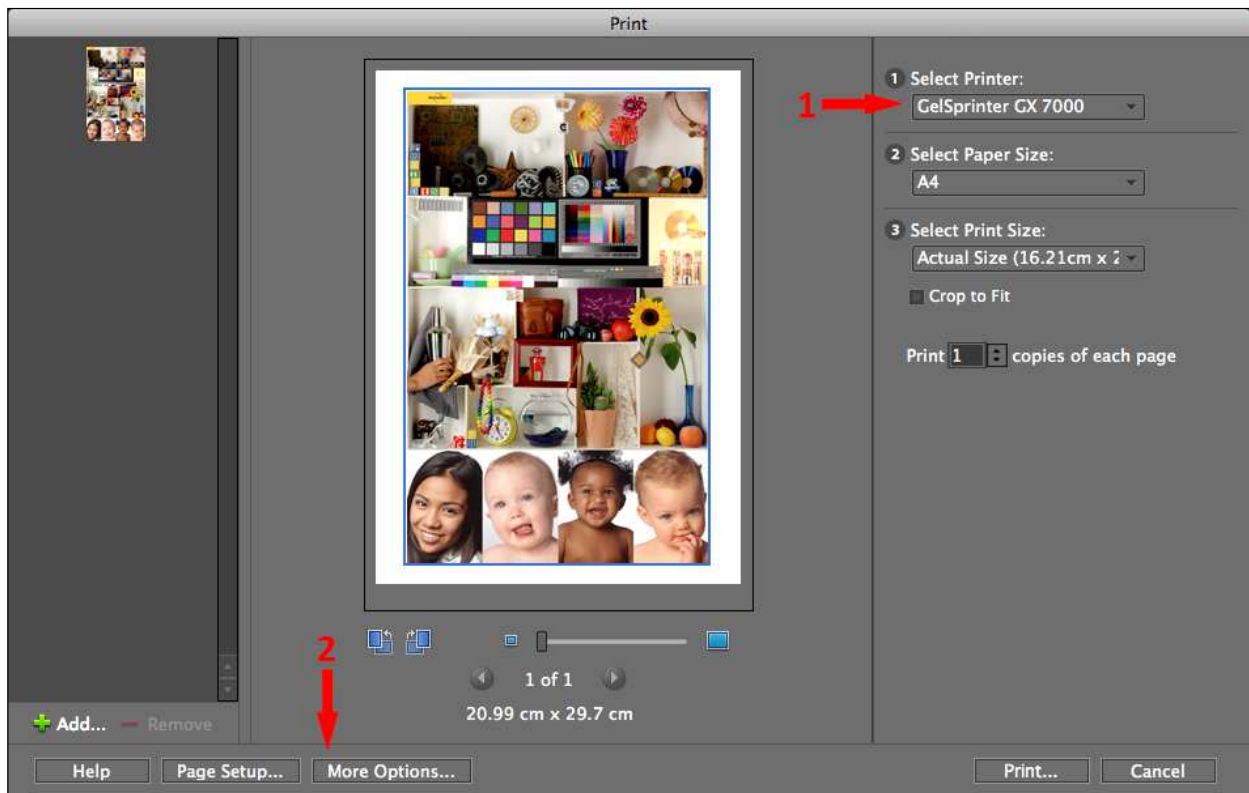 Print
1 Select Printer:
1
GelSprinter GX 7000
2 Select Paper Size:
A4
3 Select Print Size:
Actual Size (16.21cm x 2
Crop to Fit
Print 1 copies of each page
2
1 of 1
20.99 cm x 29.7 cm
Add... Remove
Help Page Setup... More Options... Print... Cancel